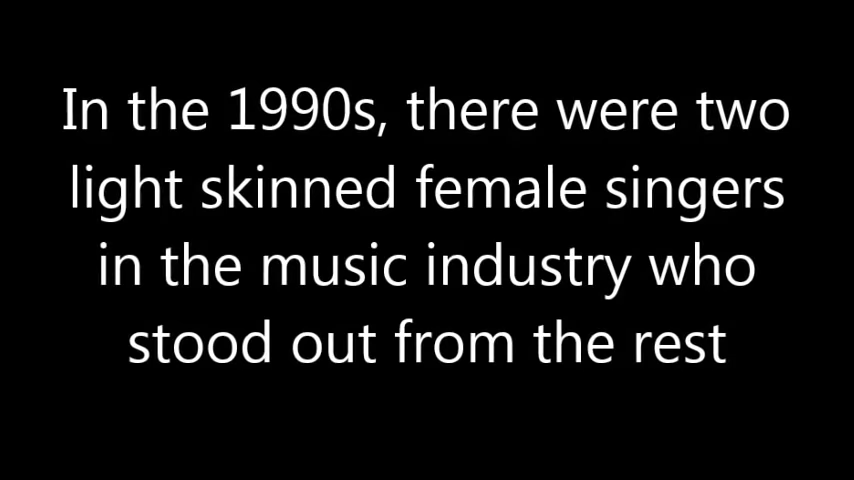 In the 1990s, there were two
light skinned female singers
in the music industry who
stood out from the rest